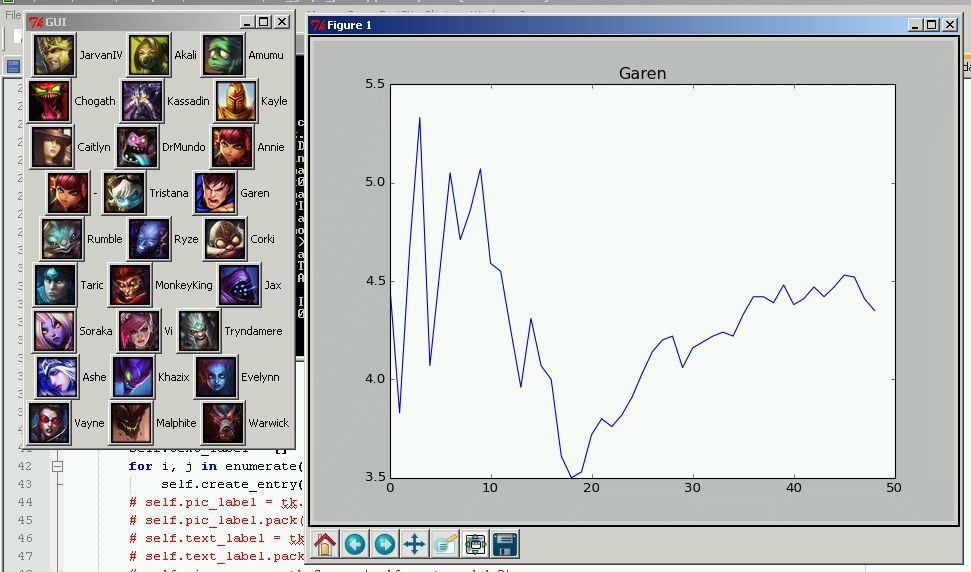 File
GUI
JarvanIV Akali Amumu
Chogath Kassadin Kayle
Caitlyn DrMundo Annie
- Tristana Garen
Rumble Ryze Corki
Taric MonkeyKing Jax
Soraka Vi Tryndamere
Ashe Khazix Evelynn
Vayne Malphite Warwick
Figure 1
Garen
5.5
5.0
4.5
4.0
3.5
0 10 20 30 40 50
42 for i, j in enumerate(
43 self.create_entry(
44 # self.pic_label = tk.
45 # self.pic_label.pack(
46 # self.text_label = tk
47 # self.text_label.pack